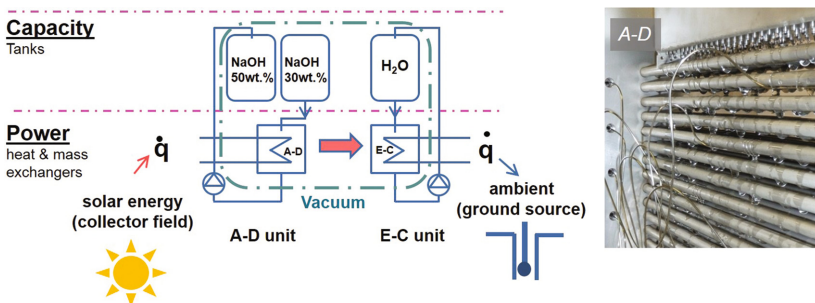 Capacity
Tanks
NaOH
50wt.%
NaOH
30wt.%
H₂O
Power
heat & mass
exchangers
q̇
A-D
E-C
q̇
solar energy
(collector field)
Vacuum
ambient
(ground source)
A-D unit
E-C unit
A-D